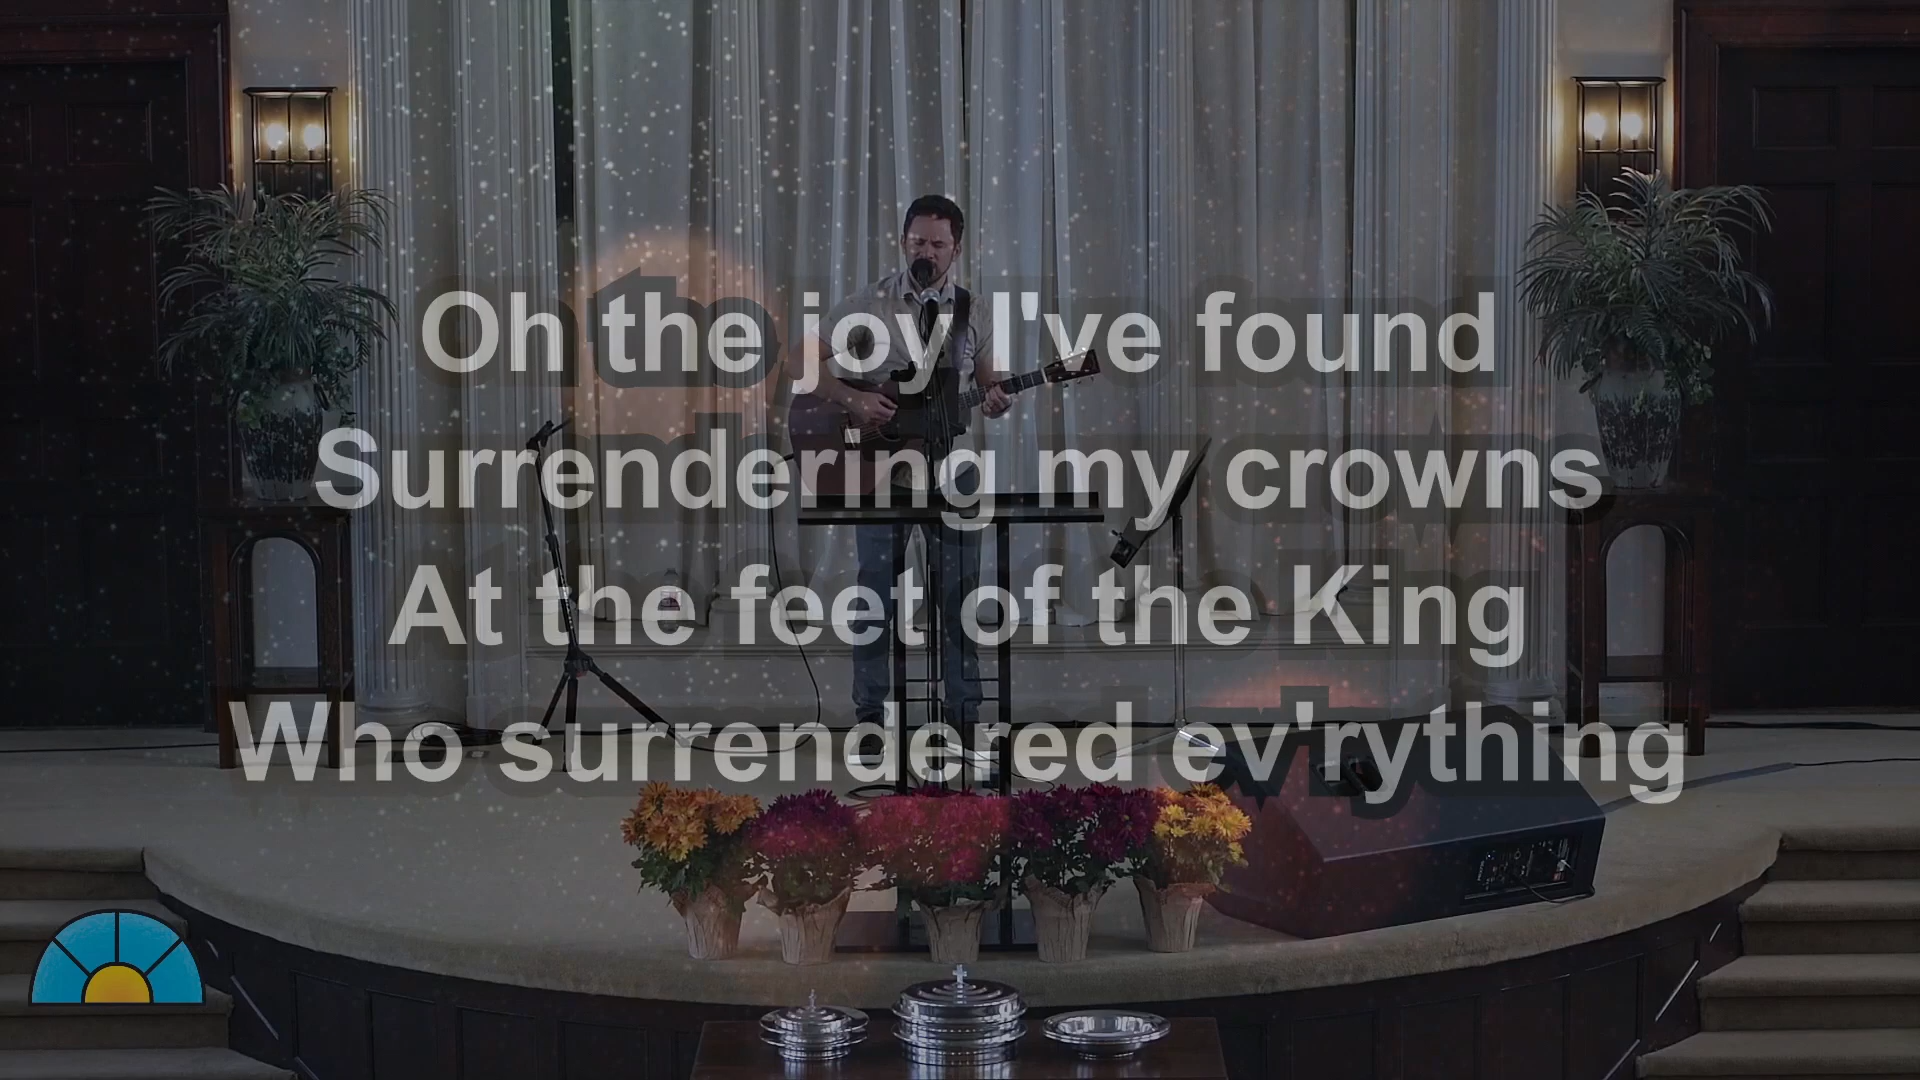 Oh the joy I've found
Surrendering my crowns
At the feet of the King
Who surrendered ev'rything